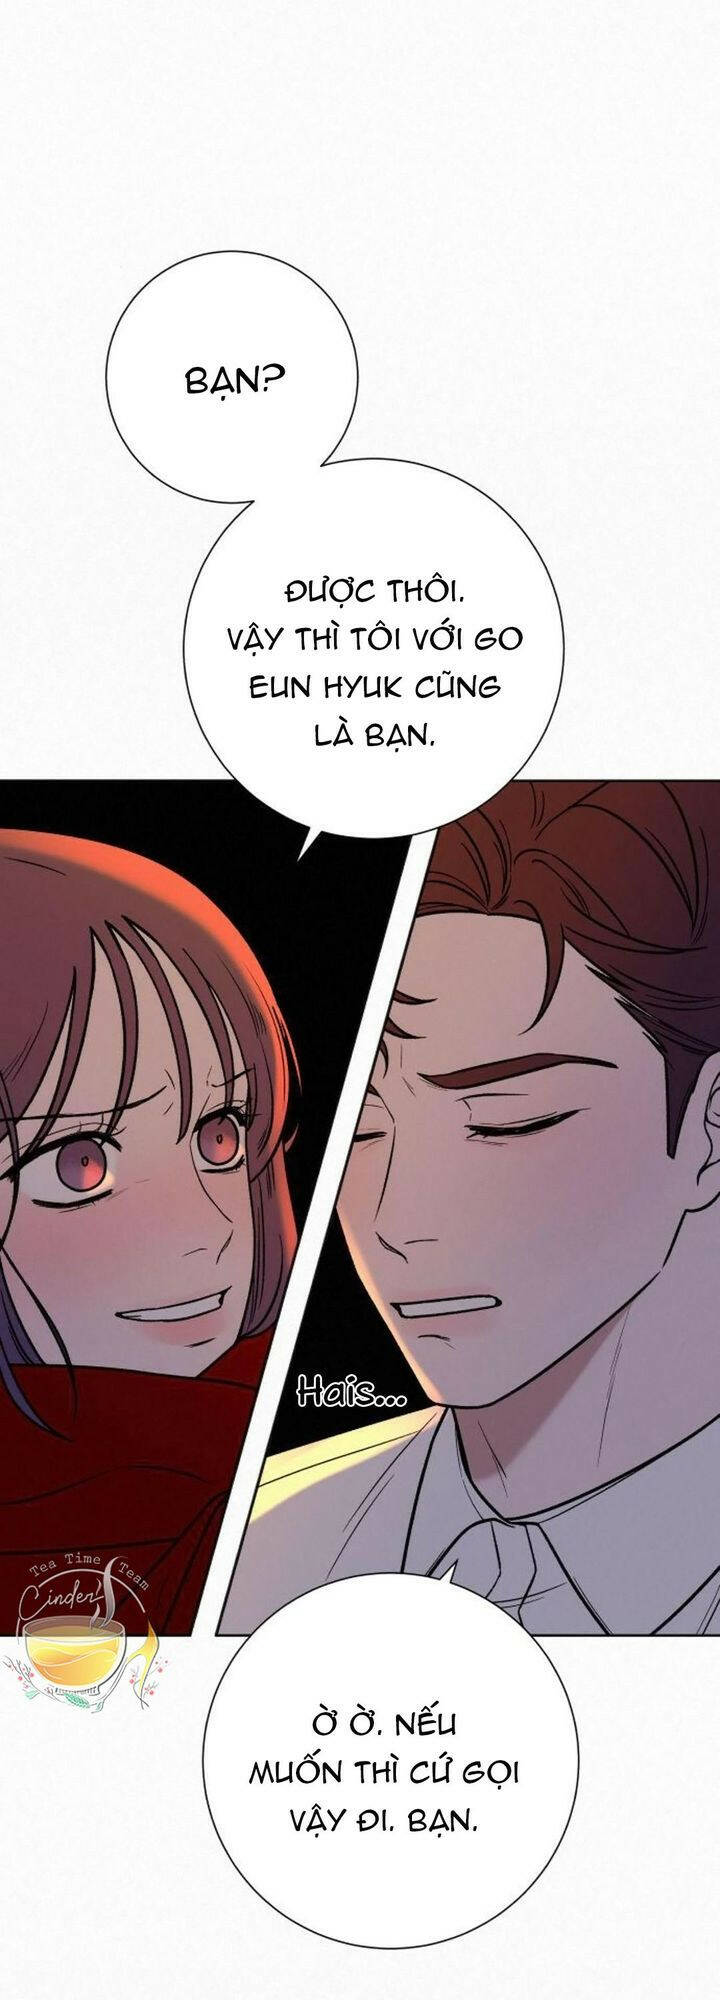 BẠN?
ĐƯỢC THÔI.
VẬY THÌ TÔI VỚI GO
EUN HYUK CŨNG
LÀ BẠN.
Hais...
Tea Time Team
Cinder's
Ờ Ờ. NẾU
MUỐN THÌ CỨ GỌI
VẬY ĐI. BẠN.